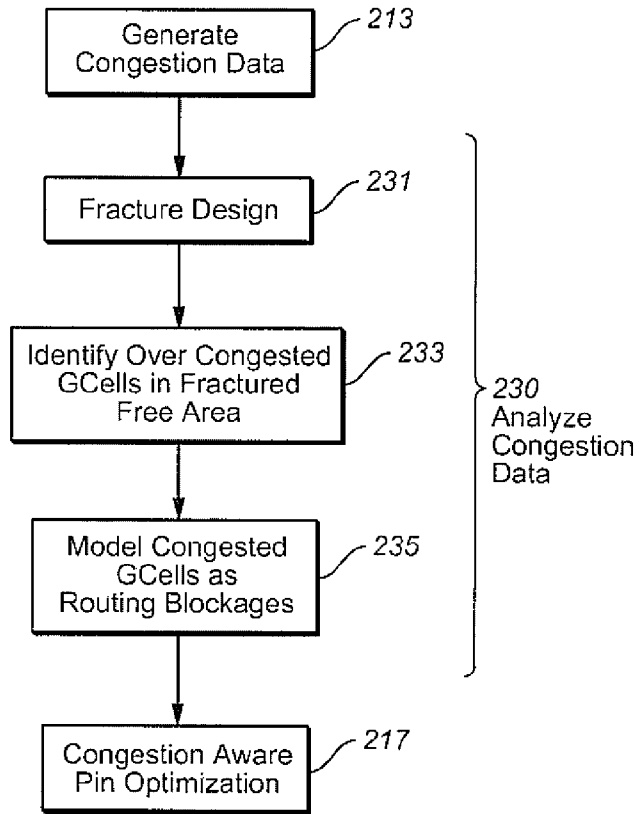 Generate
Congestion Data
213
Fracture Design
231
Identify Over Congested
GCells in Fractured
Free Area
233
230
Analyze
Congestion
Data
Model Congested
GCells as
Routing Blockages
235
Congestion Aware
Pin Optimization
217